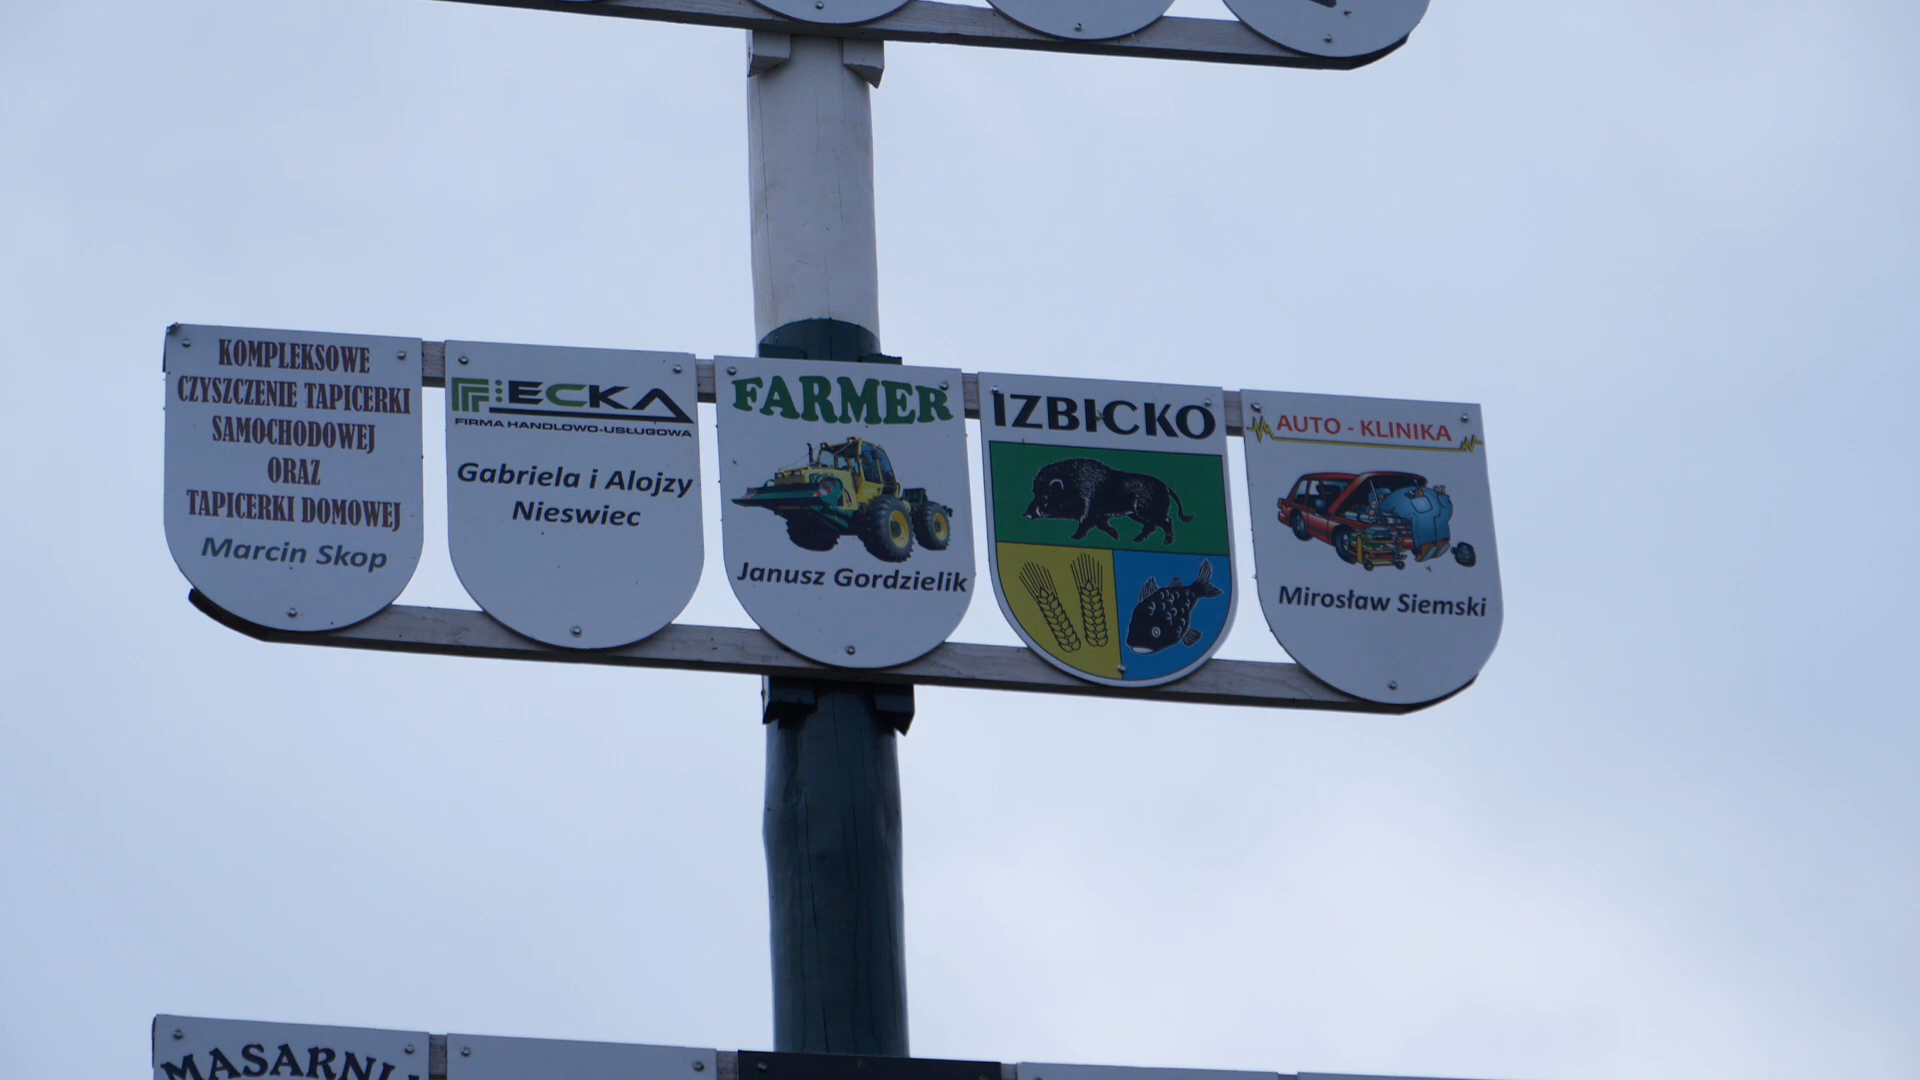 KOMPLEKSOWE
CZYSZCZENIE TAPICERKI
SAMOCHODOWEJ
ORAZ
TAPICERKI DOMOWEJ
Marcin Skop
ECKA
FIRMA HANDLOWO-USŁUGOWA
Gabriela i Alojzy
Nieswiec
FARMER
Janusz Gordzielik
IZBICKO
AUTO - KLINIKA
Mirosław Siemski